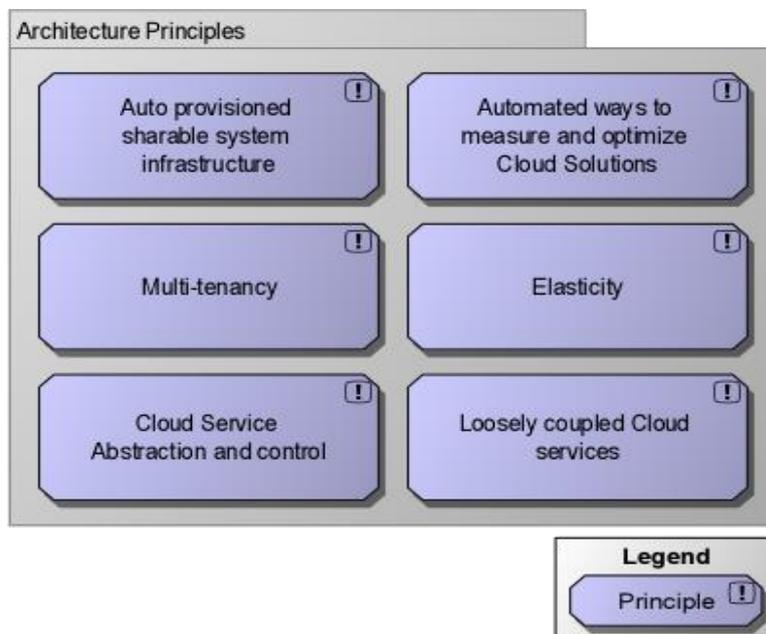 Architecture Principles
Auto provisioned
sharable system
infrastructure
Automated ways to
measure and optimize
Cloud Solutions
Multi-tenancy
Elasticity
Cloud Service
Abstraction and control
Loosely coupled Cloud
services
Legend
Principle